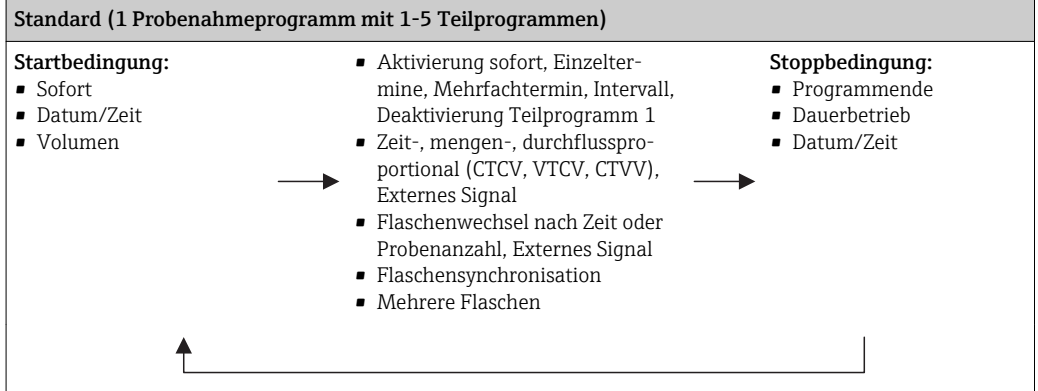 Standard (1 Probenahmeprogramm mit 1-5 Teilprogrammen)
Startbedingung:
▪ Sofort
▪ Datum/Zeit
▪ Volumen
▪ Aktivierung sofort, Einzelter-
mine, Mehrfachtermin, Intervall,
Deaktivierung Teilprogramm 1
▪ Zeit-, mengen-, durchflusspro-
portional (CTCV, VTCV, CTVV),
Externes Signal
▪ Flaschenwechsel nach Zeit oder
Probenanzahl, Externes Signal
▪ Flaschensynchronisation
▪ Mehrere Flaschen
Stoppbedingung:
▪ Programmende
▪ Dauerbetrieb
▪ Datum/Zeit